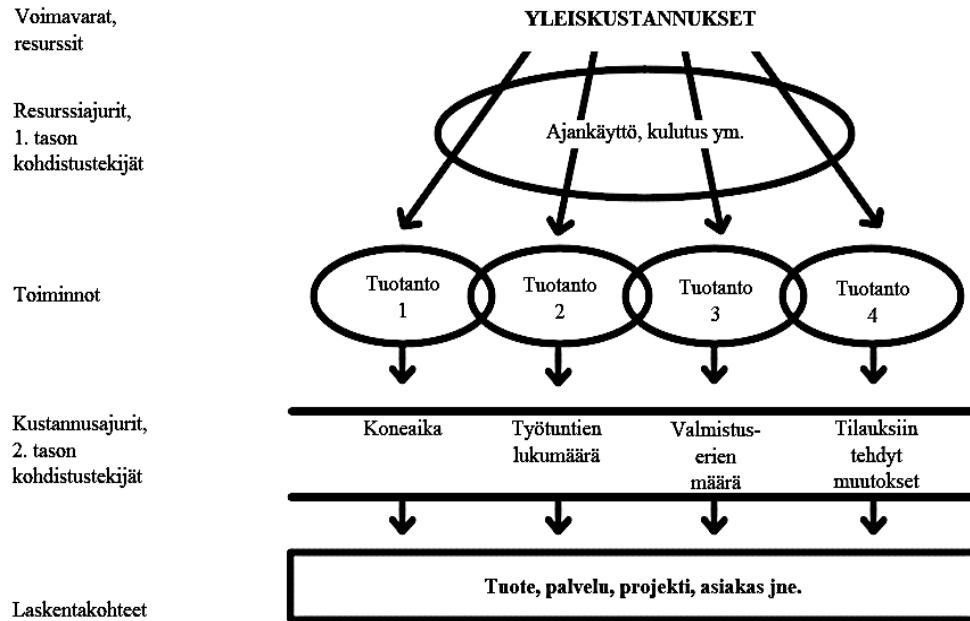 Voimavarat,
resurssit
YLEISKUSTANNUKSET
Resurssiajurit,
1. tason
kohdistustekijät
Ajankäyttö, kulutus ym.
Toiminnot
Tuotanto
1
Tuotanto
2
Tuotanto
3
Tuotanto
4
Kustannusajurit,
2. tason
kohdistustekijät
Koneaika
Työtuntien
lukumäärä
Valmistus-
erien
määrä
Tilauksiin
tehdyt
muutokset
Laskentakohteet
Tuote, palvelu, projekti, asiakas jne.